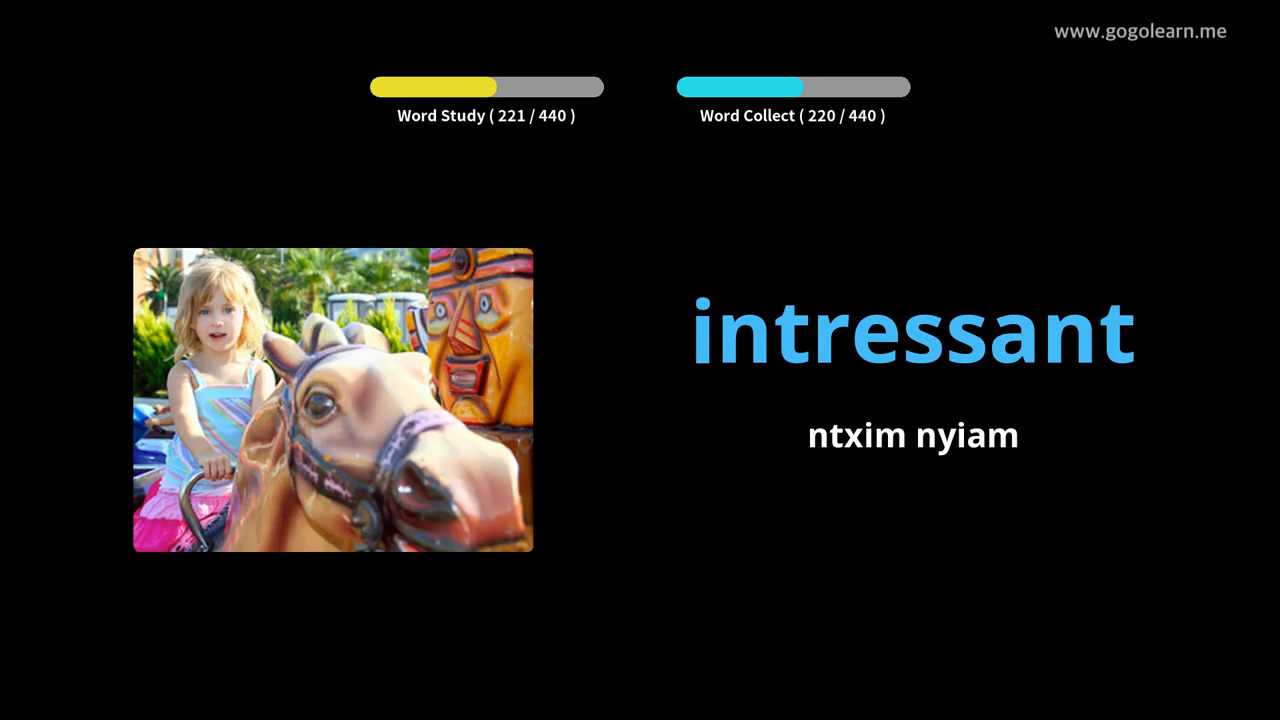 www.gogolearn.me
Word Study ( 221 / 440 )
Word Collect ( 220 / 440 )
intressant
ntxim nyiam